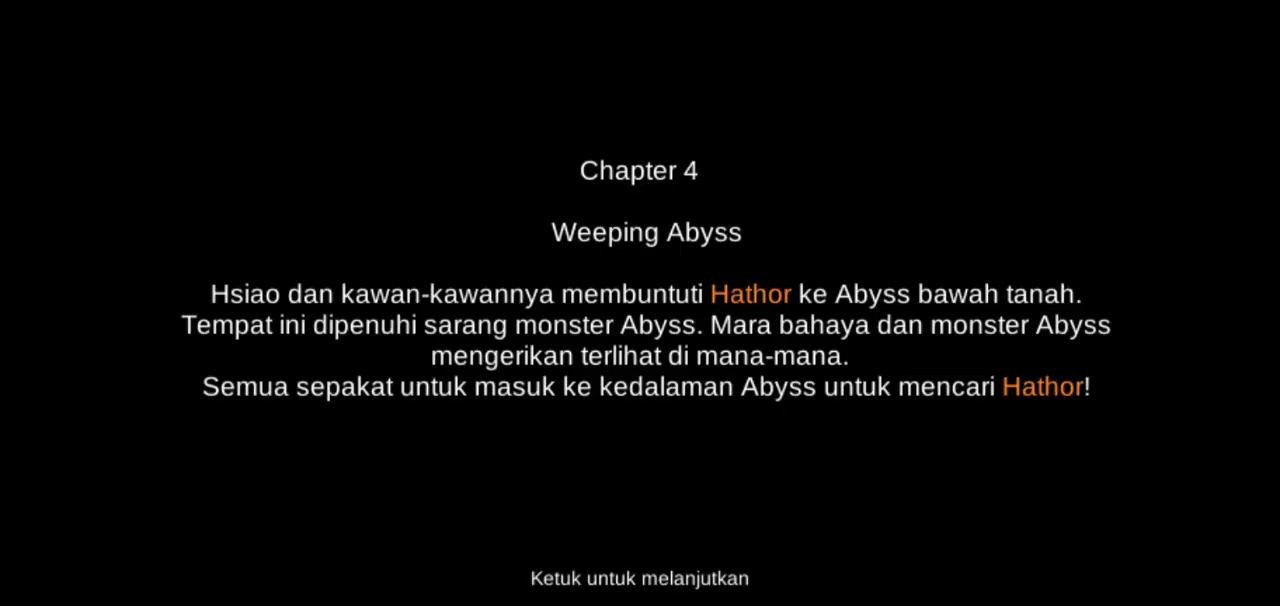 Chapter 4
Weeping Abyss
Hsiao dan kawan-kawannya membuntuti Hathor ke Abyss bawah tanah.
Tempat ini dipenuhi sarang monster Abyss. Mara bahaya dan monster Abyss
mengerikan terlihat di mana-mana.
Semua sepakat untuk masuk ke kedalaman Abyss untuk mencari Hathor!
Ketuk untuk melanjutkan